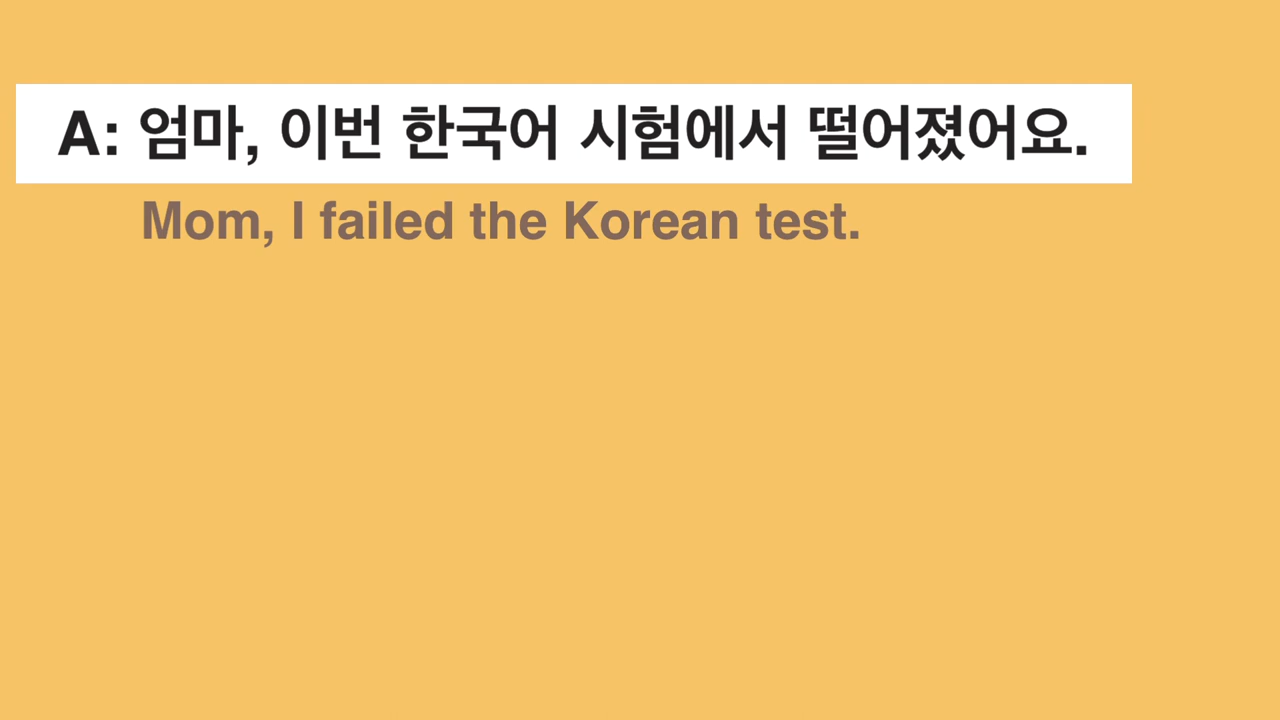 A: 엄마, 이번 한국어 시험에서 떨어졌어요.
Mom, I failed the Korean test.